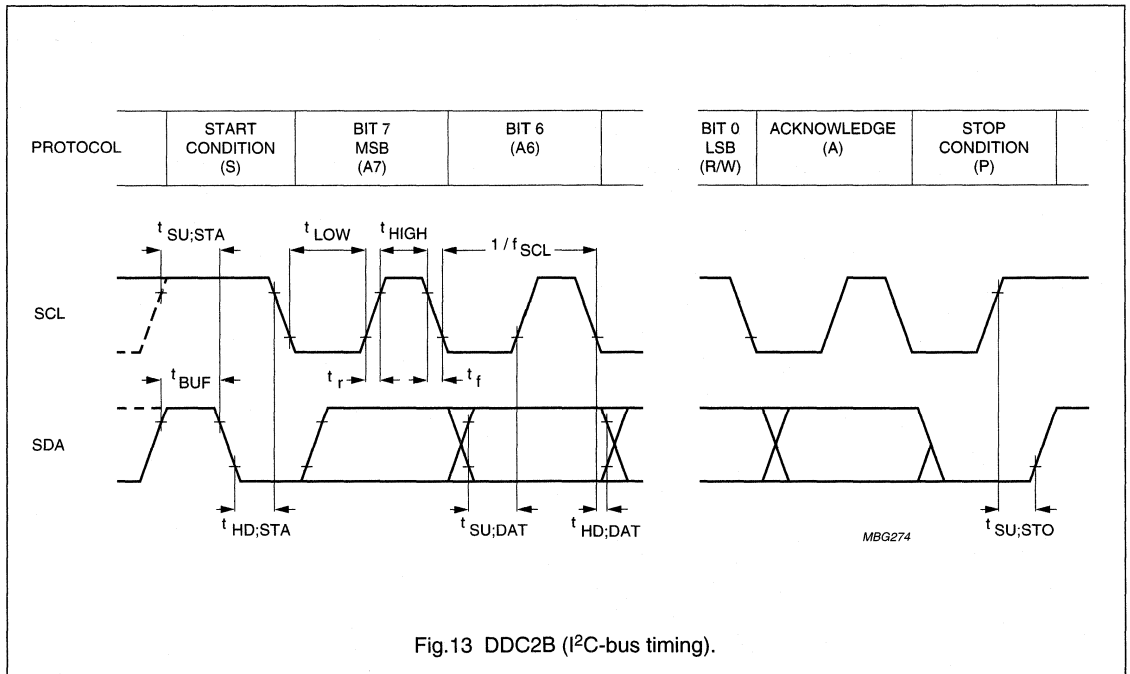 PROTOCOL
START
CONDITION
(S)
BIT 7
MSB
(A7)
BIT 6
(A6)
BIT 0
LSB
(R/W)
ACKNOWLEDGE
(A)
STOP
CONDITION
(P)
t SU;STA
t LOW
t HIGH
1 / f SCL
SCL
t BUF
t r
t f
SDA
t HD;STA
t SU;DAT
t HD;DAT
t SU;STO
MBG274
Fig.13 DDC2B (I²C-bus timing).